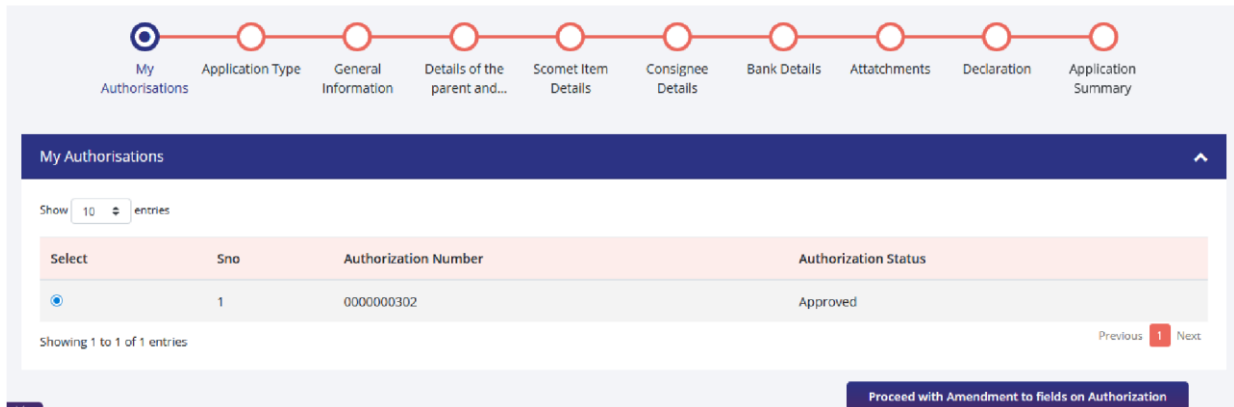 My Authorisations
Application Type
General Information
Details of the parent and...
Scomet Item Details
Consignee Details
Bank Details
Attatchments
Declaration
Application Summary
My Authorisations
Show 10 entries
Select Sno Authorization Number Authorization Status
1 0000000302 Approved
Showing 1 to 1 of 1 entries
Previous 1 Next
Proceed with Amendment to fields on Authorization